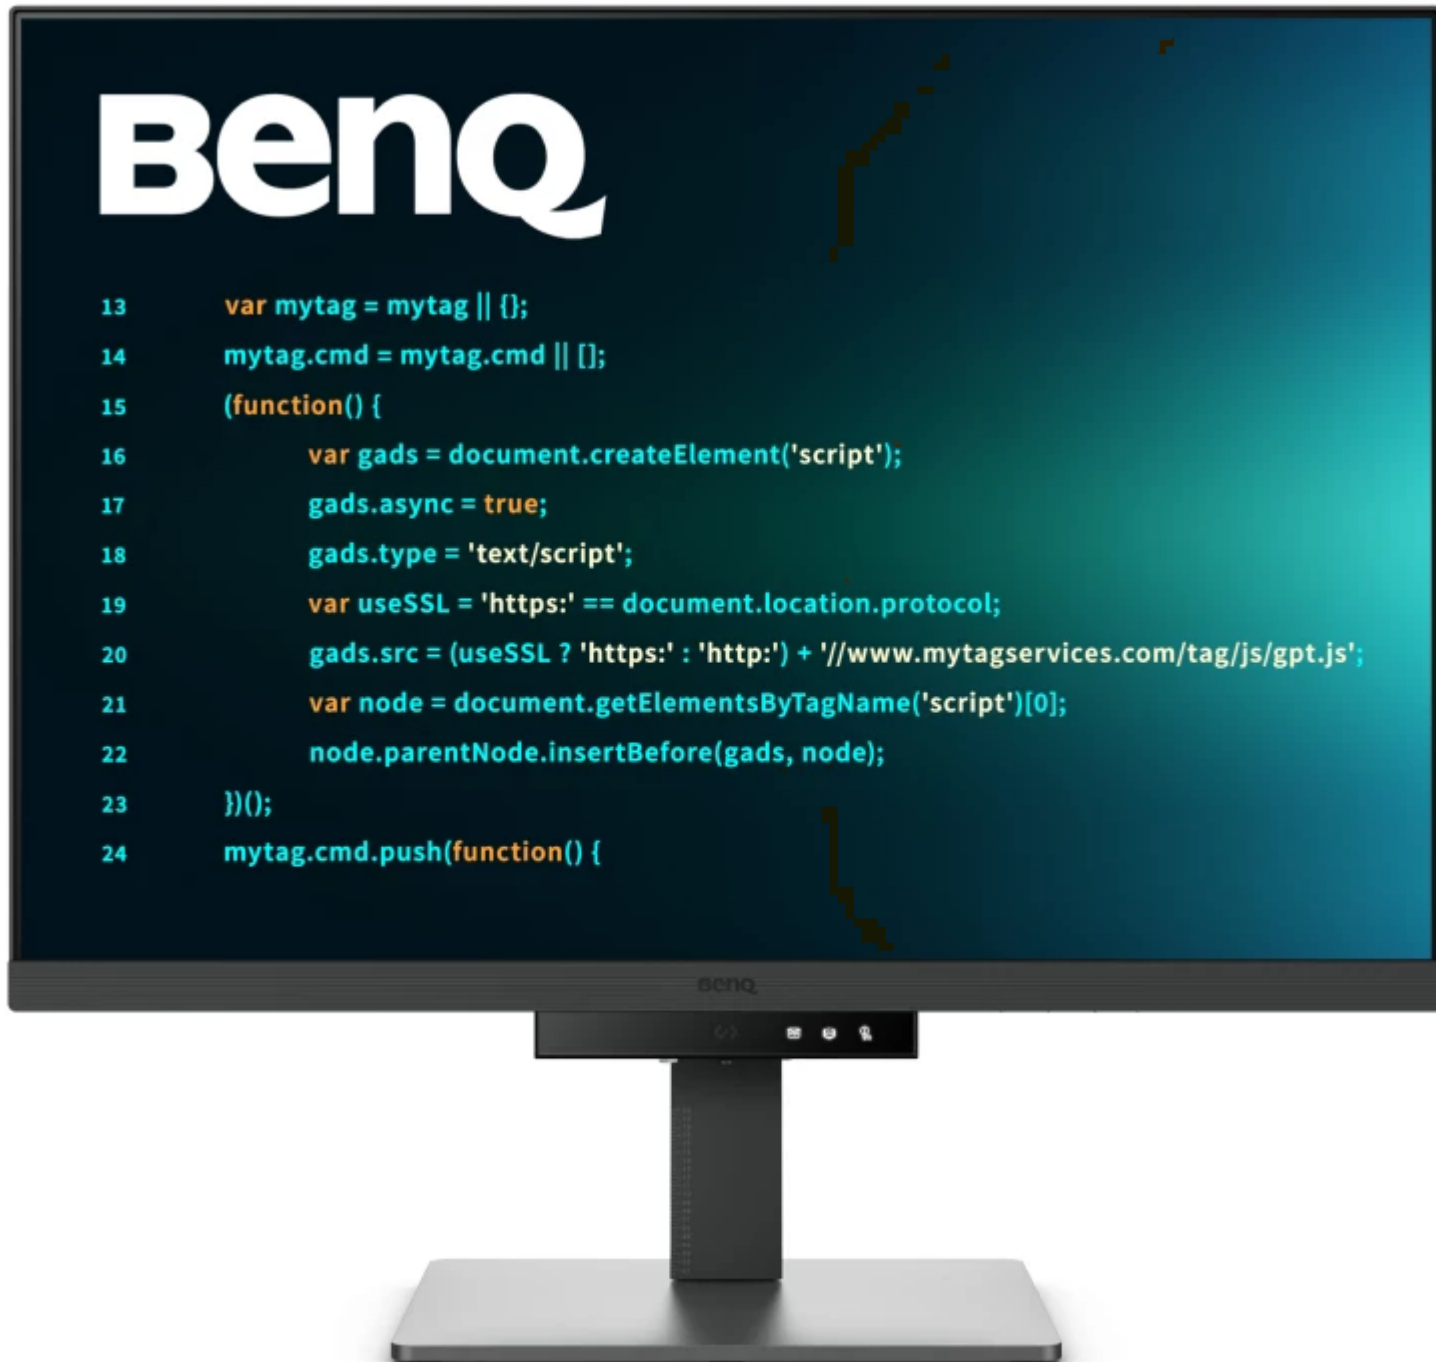 BenQ
13 var mytag = mytag || {};
14 mytag.cmd = mytag.cmd || [];
15 (function() {
16 var gads = document.createElement('script');
17 gads.async = true;
18 gads.type = 'text/script';
19 var useSSL = 'https:' == document.location.protocol;
20 gads.src = (useSSL ? 'https:' : 'http:') + '//www.mytagservices.com/tag/js/gpt.js';
21 var node = document.getElementsByTagName('script')[0];
22 node.parentNode.insertBefore(gads, node);
23 })();
24 mytag.cmd.push(function() {
BenQ